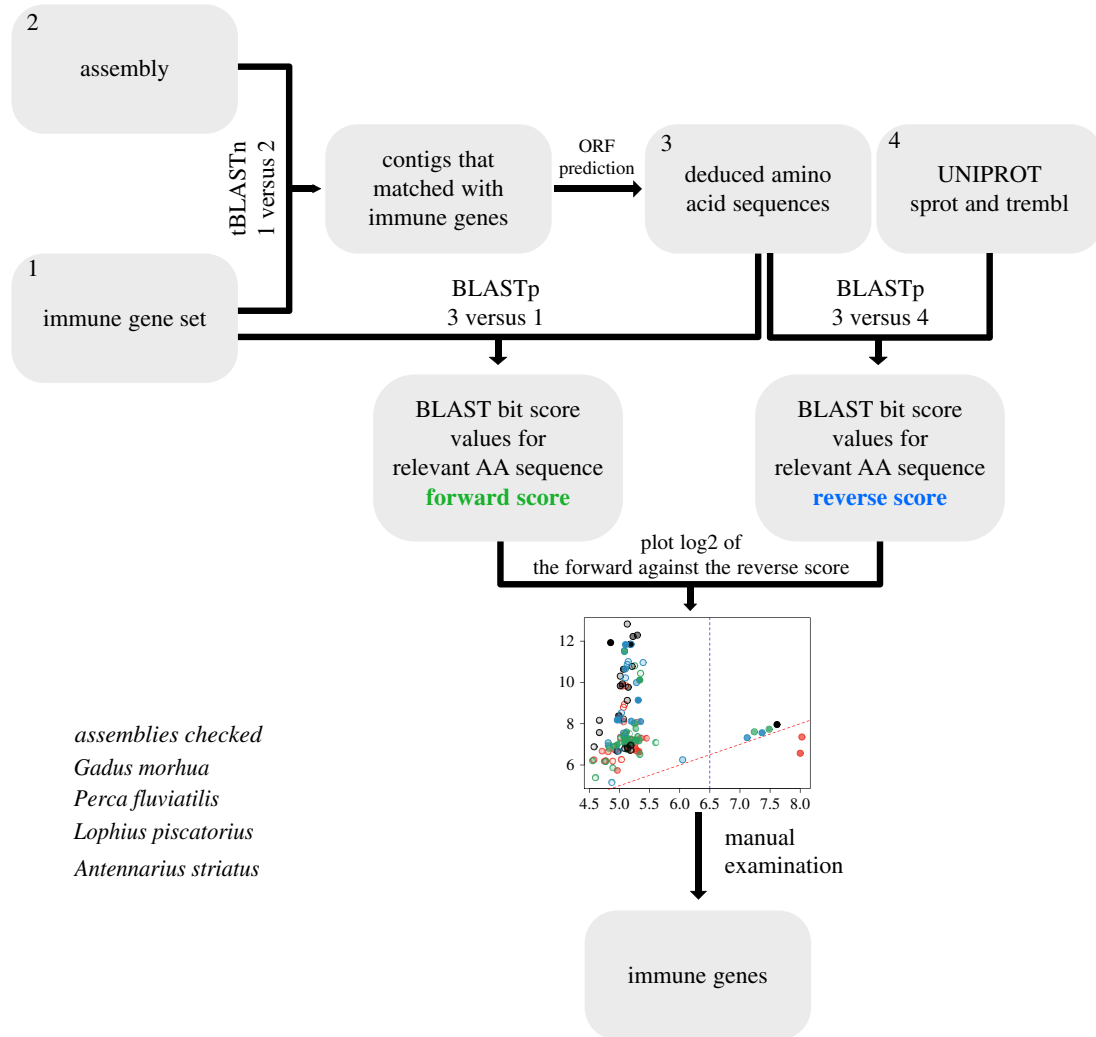 2
assembly
tBLASTn
1 versus 2
1
immune gene set
contigs that
matched with
immune genes
ORF
prediction
3
deduced amino
acid sequences
4
UNIPROT
sprot and trembl
BLASTp
3 versus 1
BLASTp
3 versus 4
BLAST bit score
values for
relevant AA sequence
forward score
BLAST bit score
values for
relevant AA sequence
reverse score
plot log2 of
the forward against the reverse score
12
10
8
6
4.5 5.0 5.5 6.0 6.5 7.0 7.5 8.0
assemblies checked
Gadus morhua
Perca fluviatilis
Lophius piscatorius
Antennarius striatus
manual
examination
immune genes